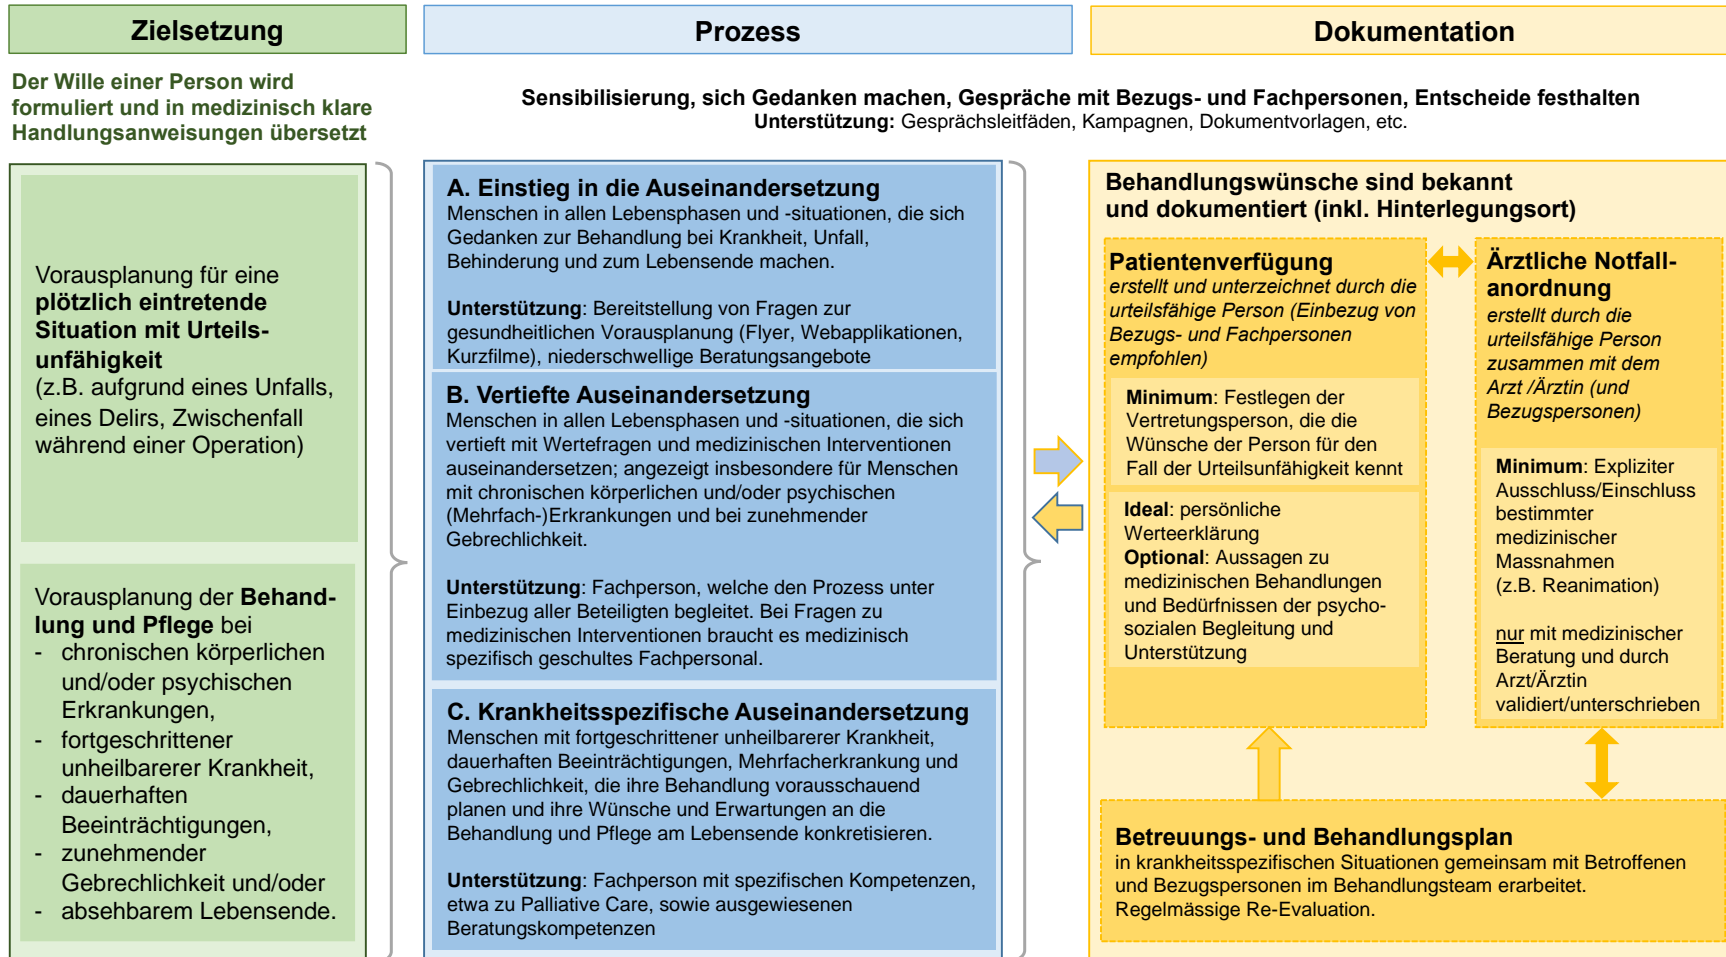 Zielsetzung
Prozess
Dokumentation
Der Wille einer Person wird
formuliert und in medizinisch klare
Handlungsanweisungen übersetzt
Sensibilisierung, sich Gedanken machen, Gespräche mit Bezugs- und Fachpersonen, Entscheide festhalten
Unterstützung: Gesprächsleitfäden, Kampagnen, Dokumentvorlagen, etc.
Vorausplanung für eine
plötzlich eintretende
Situation mit Urteils-
unfähigkeit
(z.B. aufgrund eines Unfalls,
eines Delirs, Zwischenfall
während einer Operation)
Vorausplanung der Behand-
lung und Pflege bei
- chronischen körperlichen
und/oder psychischen
Erkrankungen,
- fortgeschrittener
unheilbarerer Krankheit,
- dauerhaften
Beeinträchtigungen,
- zunehmender
Gebrechlichkeit und/oder
- absehbarem Lebensende.
A. Einstieg in die Auseinandersetzung
Menschen in allen Lebensphasen und -situationen, die sich
Gedanken zur Behandlung bei Krankheit, Unfall,
Behinderung und zum Lebensende machen.
Unterstützung: Bereitstellung von Fragen zur
gesundheitlichen Vorausplanung (Flyer, Webapplikationen,
Kurzfilme), niederschwellige Beratungsangebote
B. Vertiefte Auseinandersetzung
Menschen in allen Lebensphasen und -situationen, die sich
vertieft mit Wertefragen und medizinischen Interventionen
auseinandersetzen; angezeigt insbesondere für Menschen
mit chronischen körperlichen und/oder psychischen
(Mehrfach-)Erkrankungen und bei zunehmender
Gebrechlichkeit.
Unterstützung: Fachperson, welche den Prozess unter
Einbezug aller Beteiligten begleitet. Bei Fragen zu
medizinischen Interventionen braucht es medizinisch
spezifisch geschultes Fachpersonal.
C. Krankheitsspezifische Auseinandersetzung
Menschen mit fortgeschrittener unheilbarerer Krankheit,
dauerhaften Beeinträchtigungen, Mehrfacherkrankung und
Gebrechlichkeit, die ihre Behandlung vorausschauend
planen und ihre Wünsche und Erwartungen an die
Behandlung und Pflege am Lebensende konkretisieren.
Unterstützung: Fachperson mit spezifischen Kompetenzen,
etwa zu Palliative Care, sowie ausgewiesenen
Beratungskompetenzen
Behandlungswünsche sind bekannt
und dokumentiert (inkl. Hinterlegungsort)
Patientenverfügung
erstellt und unterzeichnet durch die
urteilsfähige Person (Einbezug von
Bezugs- und Fachpersonen
empfohlen)
Minimum: Festlegen der
Vertretungsperson, die die
Wünsche der Person für den
Fall der Urteilsunfähigkeit kennt
Ideal: persönliche
Werteerklärung
Optional: Aussagen zu
medizinischen Behandlungen
und Bedürfnissen der psycho-
sozialen Begleitung und
Unterstützung
Ärztliche Notfall-
anordnung
erstellt durch die
urteilsfähige Person
zusammen mit dem
Arzt /Ärztin (und
Bezugspersonen)
Minimum: Expliziter
Ausschluss/Einschluss
bestimmter
medizinischer
Massnahmen
(z.B. Reanimation)
nur mit medizinischer
Beratung und durch
Arzt/Ärztin
validiert/unterschrieben
Betreuungs- und Behandlungsplan
in krankheitsspezifischen Situationen gemeinsam mit Betroffenen
und Bezugspersonen im Behandlungsteam erarbeitet.
Regelmässige Re-Evaluation.